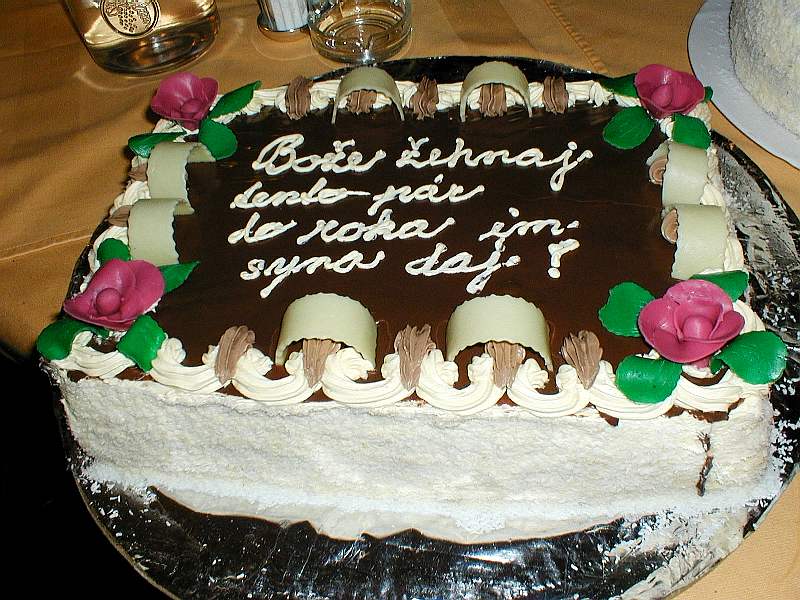 Bože žehnaj
tento pár
do roka im
syna daj!